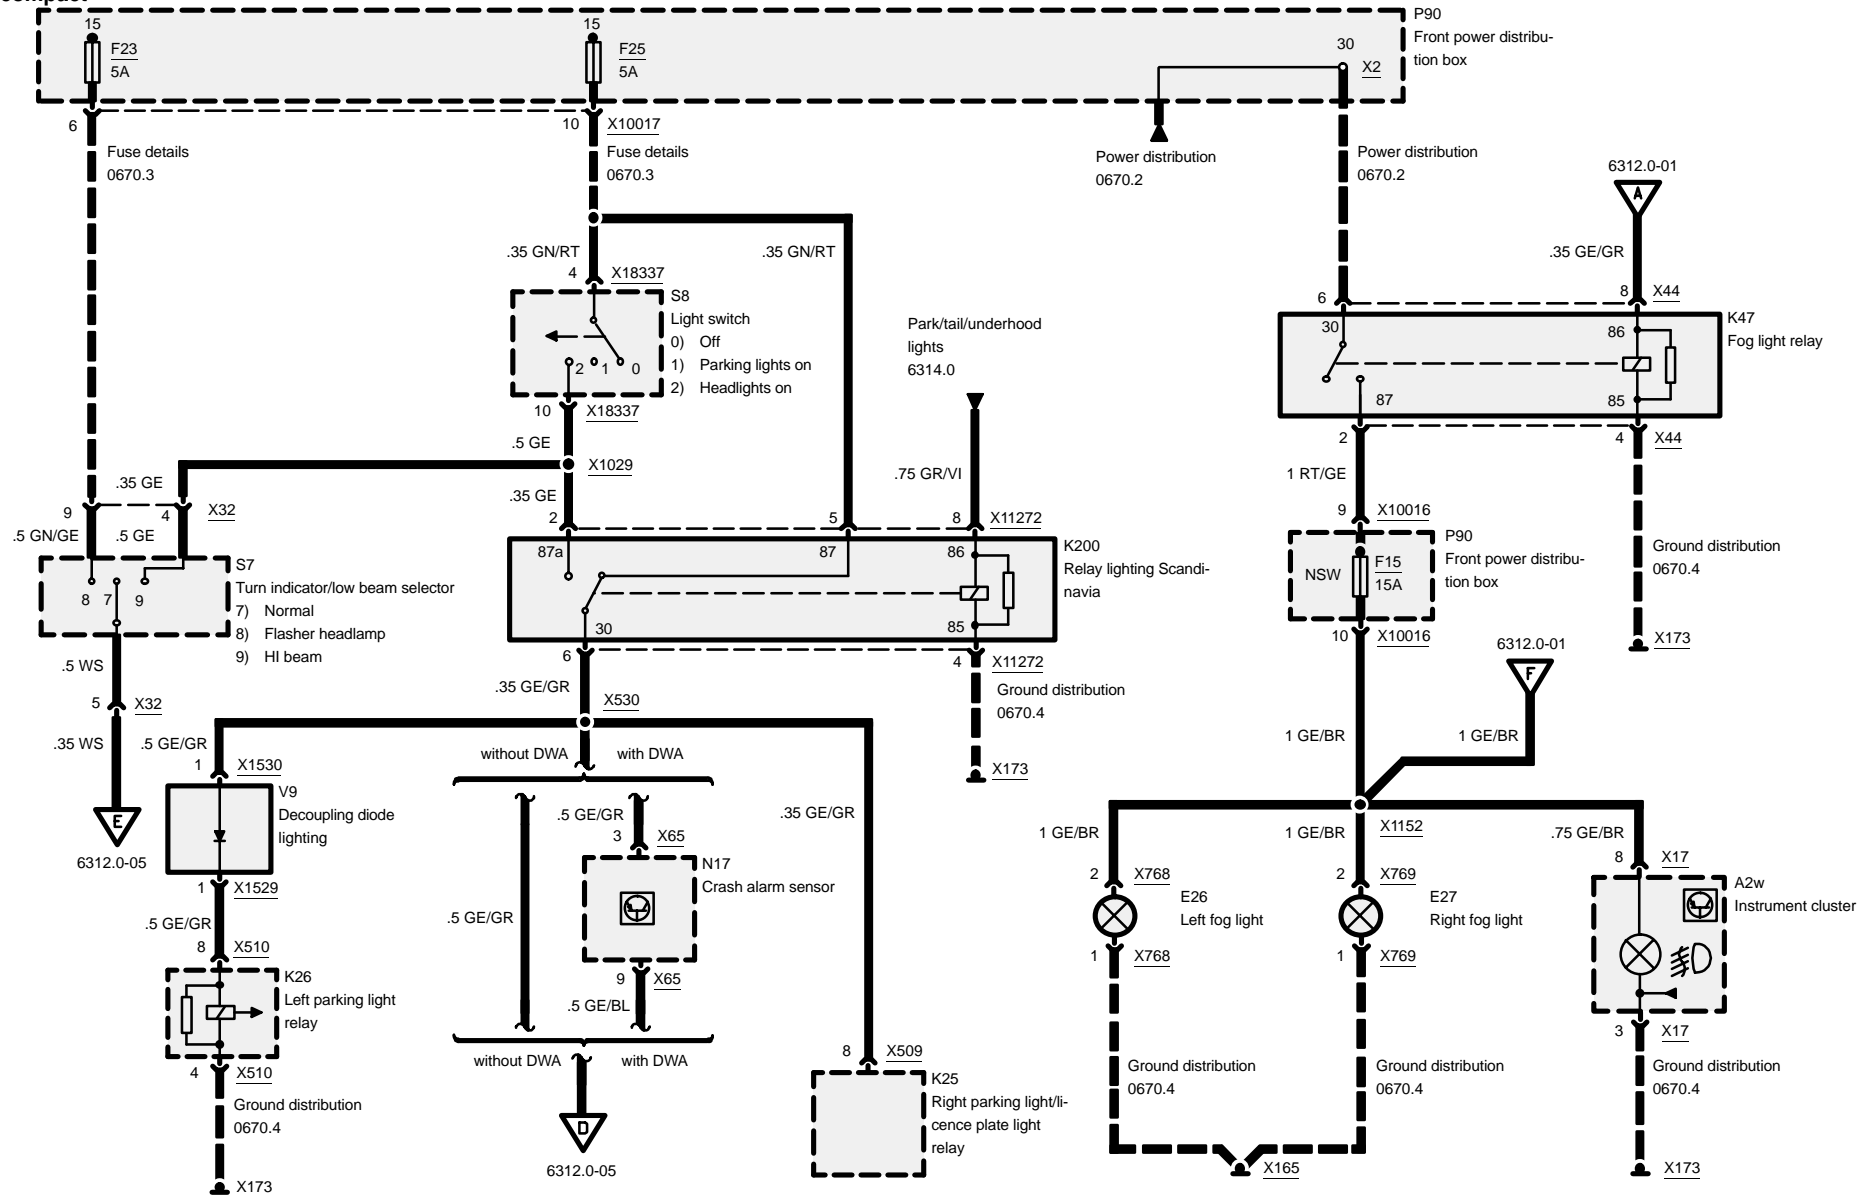 15
F23
5A
15
F25
5A
30
X2
P90
Front power distribu-
tion box
6
10
X10017
Fuse details
0670.3
Fuse details
0670.3
Power distribution
0670.2
Power distribution
0670.2
6312.0-01
A
.35 GN/RT
.35 GN/RT
.35 GE/GR
4
X18337
S8
Light switch
0) Off
1) Parking lights on
2) Headlights on
2 1 0
10
X18337
.5 GE
X1029
.35 GE
.35 GE
Park/tail/underhood
lights
6314.0
.75 GR/VI
6
8
X44
K47
Fog light relay
30
86
87
85
2
4
X44
1 RT/GE
9
X10016
P90
Front power distribu-
tion box
NSW
F15
15A
10
X10016
Ground distribution
0670.4
X173
9
4
X32
.5 GN/GE
.5 GE
S7
Turn indicator/low beam selector
7) Normal
8) Flasher headlamp
9) HI beam
8 7 9
.5 WS
5
X32
.35 WS
E
6312.0-05
2
5
8
X11272
K200
Relay lighting Scandi-
navia
87a
87
86
30
85
6
4
X11272
.35 GE/GR
Ground distribution
0670.4
X173
X530
.5 GE/GR
1
X1530
V9
Decoupling diode
lighting
1
X1529
.5 GE/GR
8
X510
K26
Left parking light
relay
4
X510
Ground distribution
0670.4
X173
without DWA
with DWA
.5 GE/GR
3
X65
N17
Crash alarm sensor
.5 GE/GR
9
X65
.5 GE/BL
without DWA
with DWA
D
6312.0-05
.35 GE/GR
8
X509
K25
Right parking light/li-
cence plate light
relay
6312.0-01
F
1 GE/BR
1 GE/BR
X1152
1 GE/BR
1 GE/BR
.75 GE/BR
2
X768
E26
Left fog light
1
X768
2
X769
E27
Right fog light
1
X769
8
X17
A2w
Instrument cluster
3
X17
Ground distribution
0670.4
Ground distribution
0670.4
Ground distribution
0670.4
X165
X173